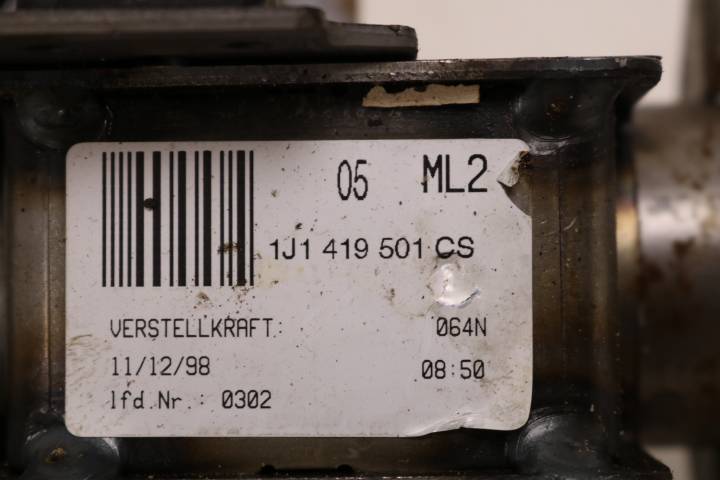 05 ML2
1J1 419 501 CS
VERSTELLKRAFT: 064N
11/12/98 08:50
lfd.Nr.: 0302